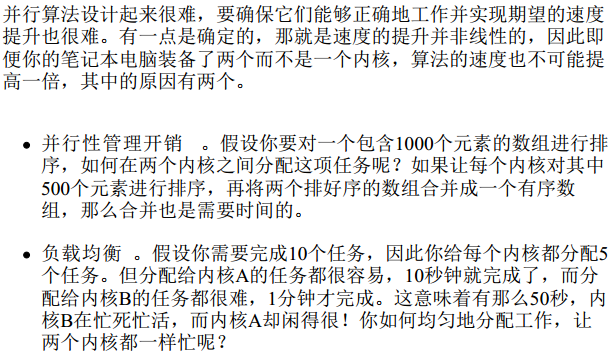 并行算法设计起来很难，要确保它们能够正确地工作并实现期望的速度
提升也很难。有一点是确定的，那就是速度的提升并非线性的，因此即
便你的笔记本电脑装备了两个而不是一个内核，算法的速度也不可能提
高一倍，其中的原因有两个。
• 并行性管理开销 。假设你要对一个包含1000个元素的数组进行排
序，如何在两个内核之间分配这项任务呢？如果让每个内核对其中
500个元素进行排序，再将两个排好序的数组合并成一个有序数
组，那么合并也是需要时间的。
• 负载均衡 。假设你需要完成10个任务，因此你给每个内核都分配5
个任务。但分配给内核A的任务都很容易，10秒钟就完成了，而分
配给内核B的任务都很难，1分钟才完成。这意味着有那么50秒，内
核B在忙死忙活，而内核A却闲得很！你如何均匀地分配工作，让
两个内核都一样忙呢？